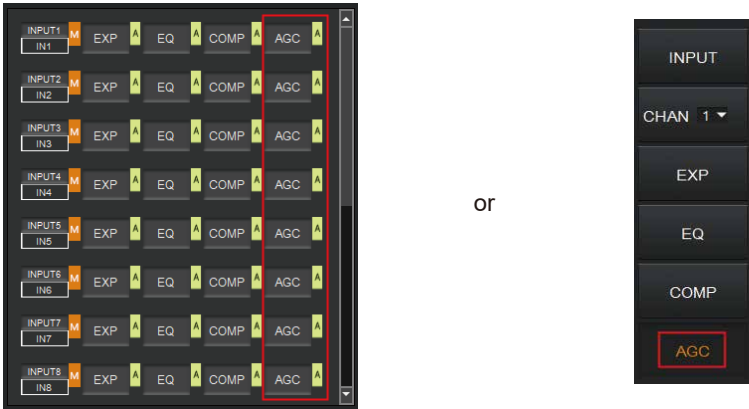 INPUT1 M EXP A EQ A COMP A AGC A
IN1
INPUT2 M EXP A EQ A COMP A AGC A
IN2
INPUT3 M EXP A EQ A COMP A AGC A
IN3
INPUT4 M EXP A EQ A COMP A AGC A
IN4
INPUT5 M EXP A EQ A COMP A AGC A
IN5
INPUT6 M EXP A EQ A COMP A AGC A
IN6
INPUT7 M EXP A EQ A COMP A AGC A
IN7
INPUT8 M EXP A EQ A COMP A AGC A
IN8
or
INPUT
CHAN 1
EXP
EQ
COMP
AGC